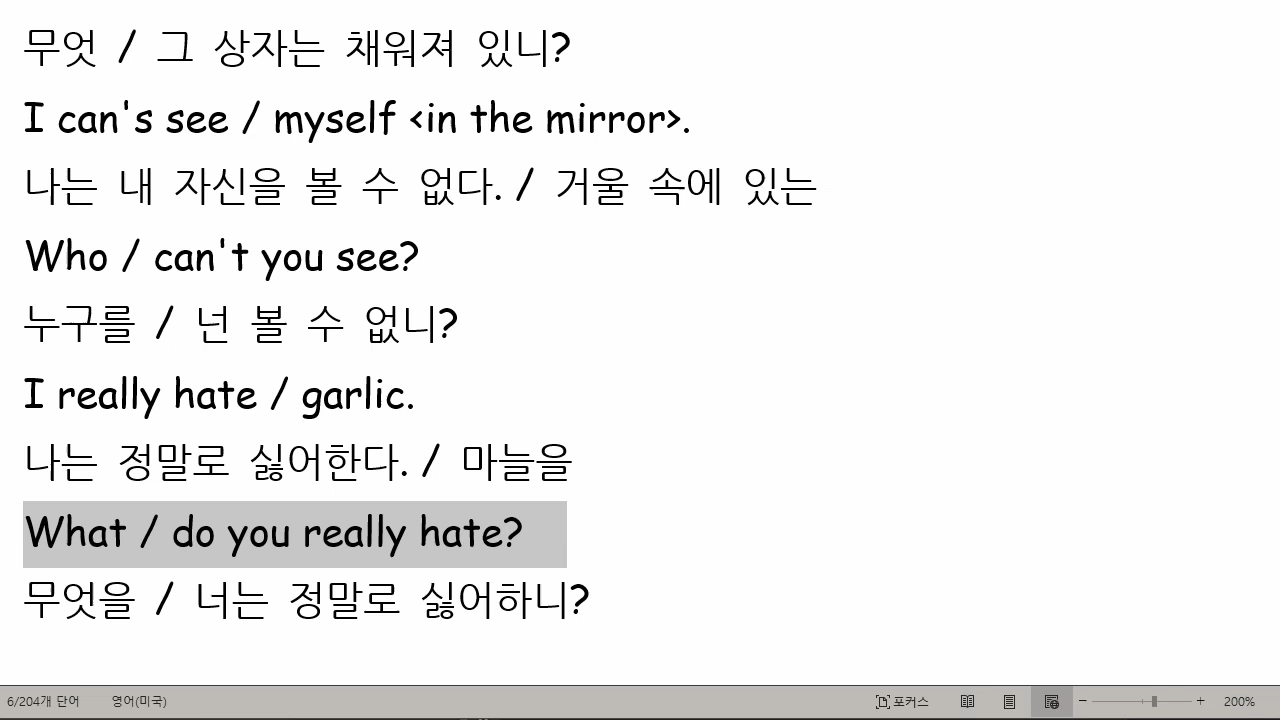 무엇 / 그 상자는 채워져 있니?
I can's see / myself <in the mirror>.
나는 내 자신을 볼 수 없다. / 거울 속에 있는
Who / can't you see?
누구를 / 넌 볼 수 없니?
I really hate / garlic.
나는 정말로 싫어한다. / 마늘을
What / do you really hate?
무엇을 / 너는 정말로 싫어하니?
6/204개 단어 영어(미국) 포커스 − + 200%